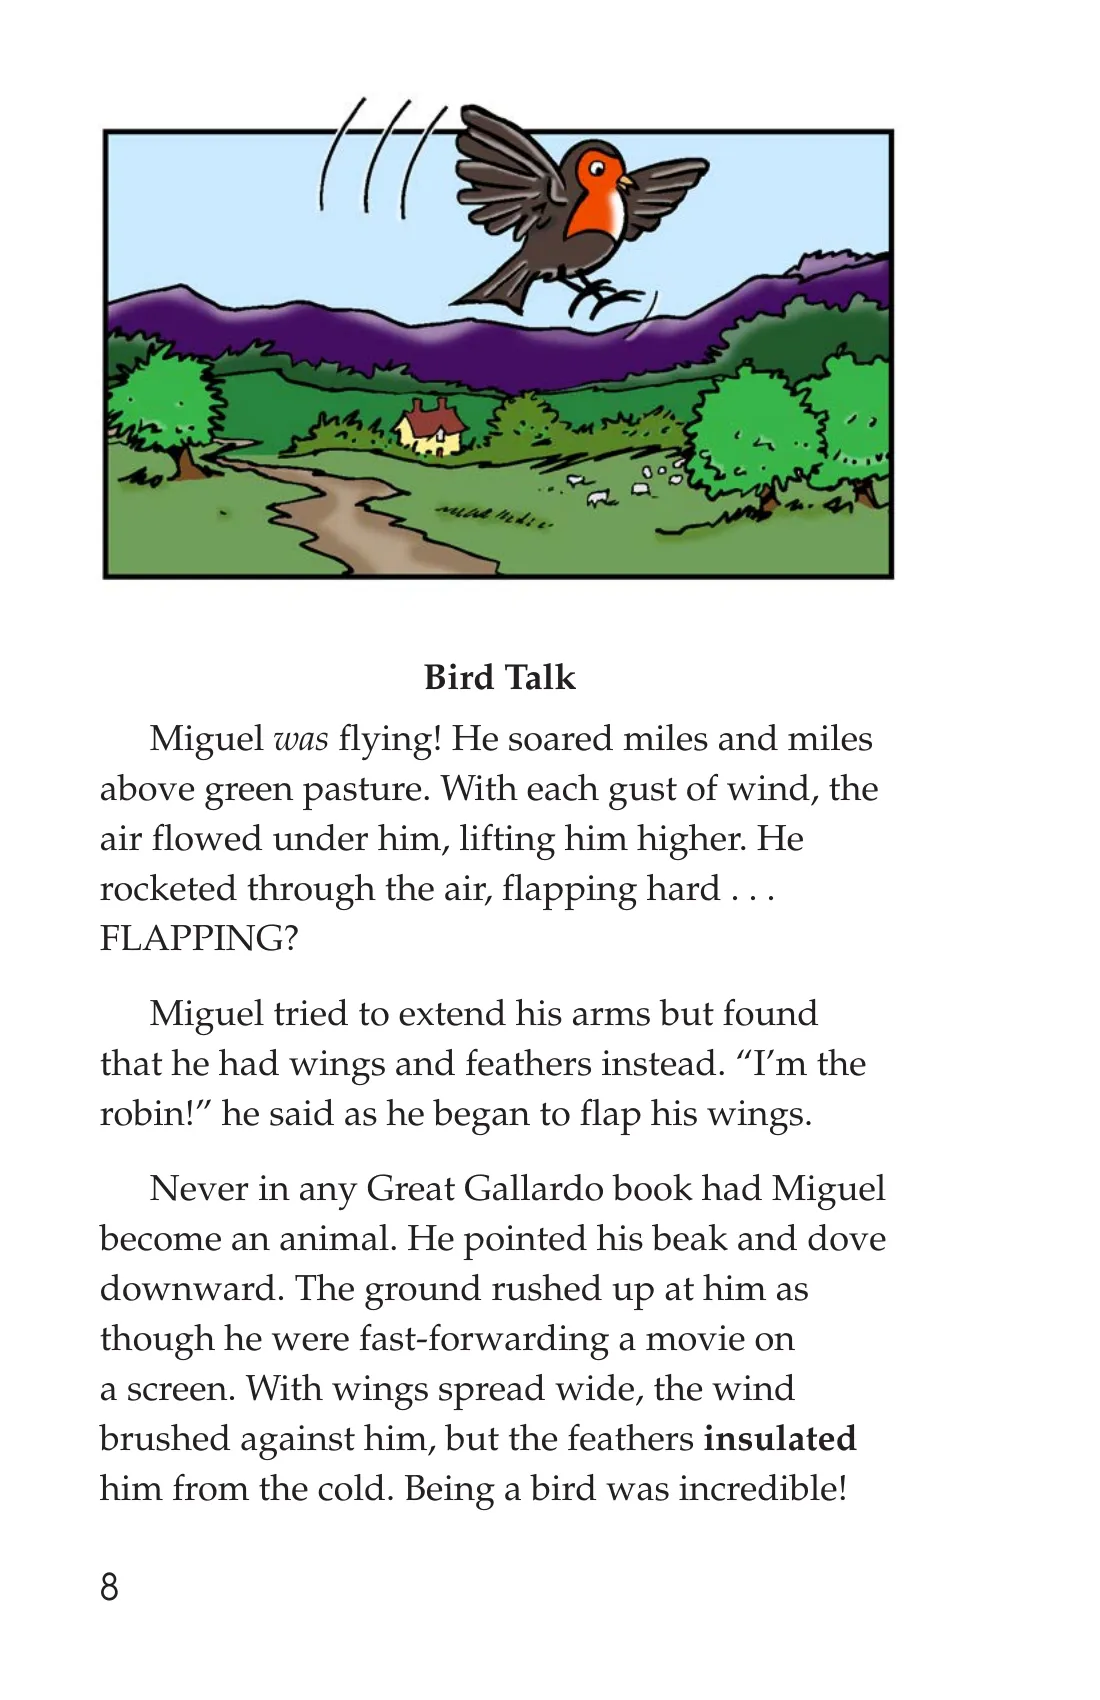 Bird Talk
Miguel was flying! He soared miles and miles
above green pasture. With each gust of wind, the
air flowed under him, lifting him higher. He
rocketed through the air, flapping hard . . .
FLAPPING?
Miguel tried to extend his arms but found
that he had wings and feathers instead. “I’m the
robin!” he said as he began to flap his wings.
Never in any Great Gallardo book had Miguel
become an animal. He pointed his beak and dove
downward. The ground rushed up at him as
though he were fast-forwarding a movie on
a screen. With wings spread wide, the wind
brushed against him, but the feathers insulated
him from the cold. Being a bird was incredible!
8